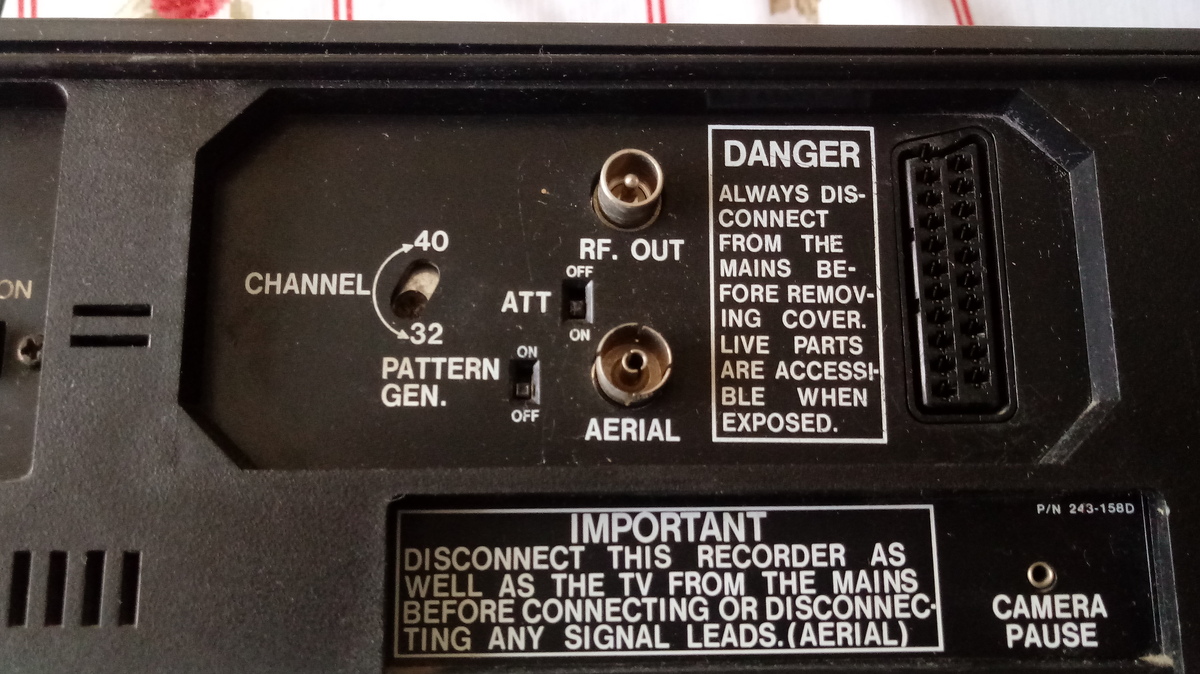 ON
CHANNEL
40
32
RF. OUT
ATT
OFF
ON
PATTERN
GEN.
ON
OFF
AERIAL
DANGER
ALWAYS DIS-
CONNECT
FROM THE
MAINS BE-
FORE REMOV-
ING COVER.
LIVE PARTS
ARE ACCESSI-
BLE WHEN
EXPOSED.
IMPORTANT
DISCONNECT THIS RECORDER AS
WELL AS THE TV FROM THE MAINS
BEFORE CONNECTING OR DISCONNEC-
TING ANY SIGNAL LEADS.(AERIAL)
P/N 243-158D
CAMERA
PAUSE